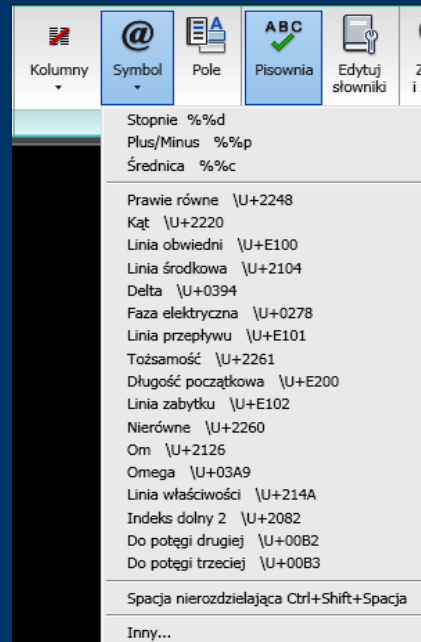 @
A
ABC
Kolumny
Symbol
Pole
Pisownia
Edytuj
słowniki
Z
i
Stopnie %%d
Plus/Minus %%p
Średnica %%c
Prawie równe \U+2248
Kąt \U+2220
Linia obwiedni \U+E100
Linia środkowa \U+2104
Delta \U+0394
Faza elektryczna \U+0278
Linia przepływu \U+E101
Tożsamość \U+2261
Długość początkowa \U+E200
Linia zabytku \U+E102
Nierówne \U+2260
Om \U+2126
Omega \U+03A9
Linia właściwości \U+214A
Indeks dolny 2 \U+2082
Do potęgi drugiej \U+00B2
Do potęgi trzeciej \U+00B3
Spacja nierozdzielająca Ctrl+Shift+Spacja
Inny...